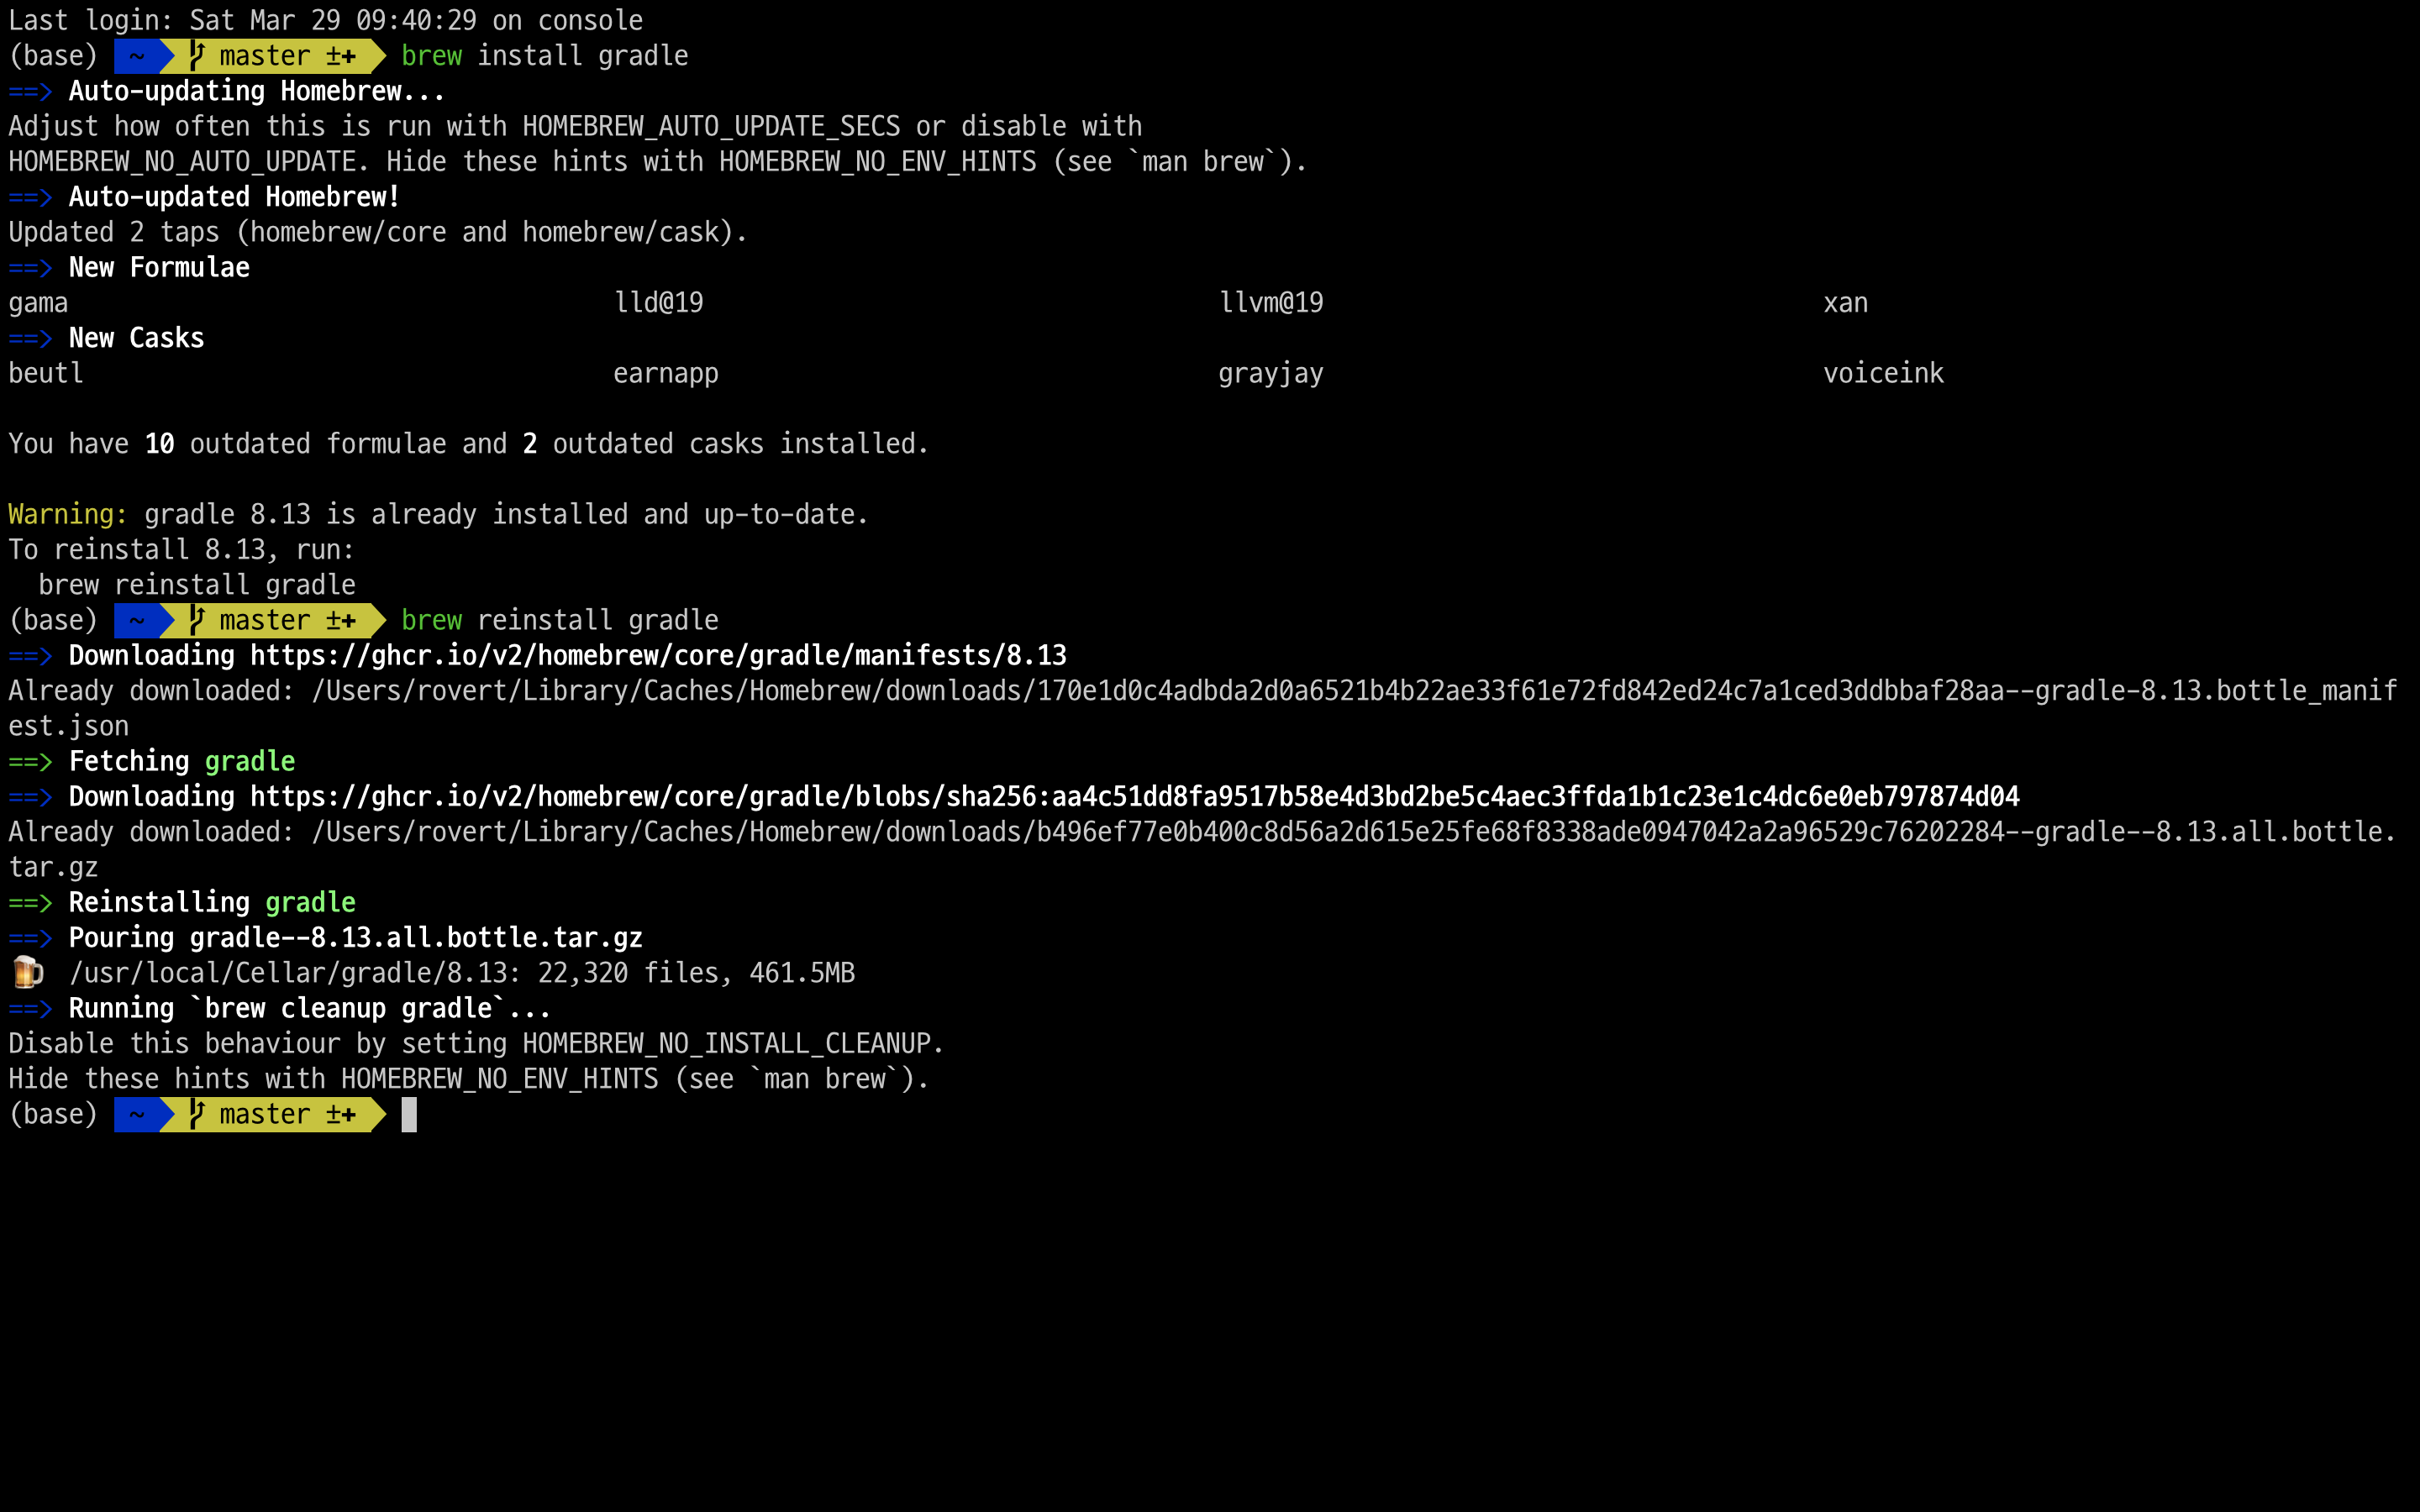 Last login: Sat Mar 29 09:40:29 on console
(base) ~ master ±✚ brew install gradle
==> Auto-updating Homebrew...
Adjust how often this is run with HOMEBREW_AUTO_UPDATE_SECS or disable with
HOMEBREW_NO_AUTO_UPDATE. Hide these hints with HOMEBREW_NO_ENV_HINTS (see `man brew`).
==> Auto-updated Homebrew!
Updated 2 taps (homebrew/core and homebrew/cask).
==> New Formulae
gama lld@19 llvm@19 xan
==> New Casks
beutl earnapp grayjay voiceink
You have 10 outdated formulae and 2 outdated casks installed.
Warning: gradle 8.13 is already installed and up-to-date.
To reinstall 8.13, run:
  brew reinstall gradle
(base) ~ master ±✚ brew reinstall gradle
==> Downloading https://ghcr.io/v2/homebrew/core/gradle/manifests/8.13
Already downloaded: /Users/rovert/Library/Caches/Homebrew/downloads/170e1d0c4adbda2d0a6521b4b22ae33f61e72fd842ed24c7a1ced3ddbbaf28aa--gradle-8.13.bottle_manif
est.json
==> Fetching gradle
==> Downloading https://ghcr.io/v2/homebrew/core/gradle/blobs/sha256:aa4c51dd8fa9517b58e4d3bd2be5c4aec3ffda1b1c23e1c4dc6e0eb797874d04
Already downloaded: /Users/rovert/Library/Caches/Homebrew/downloads/b496ef77e0b400c8d56a2d615e25fe68f8338ade0947042a2a96529c76202284--gradle--8.13.all.bottle.
tar.gz
==> Reinstalling gradle
==> Pouring gradle--8.13.all.bottle.tar.gz
🍺  /usr/local/Cellar/gradle/8.13: 22,320 files, 461.5MB
==> Running `brew cleanup gradle`...
Disable this behaviour by setting HOMEBREW_NO_INSTALL_CLEANUP.
Hide these hints with HOMEBREW_NO_ENV_HINTS (see `man brew`).
(base) ~ master ±✚